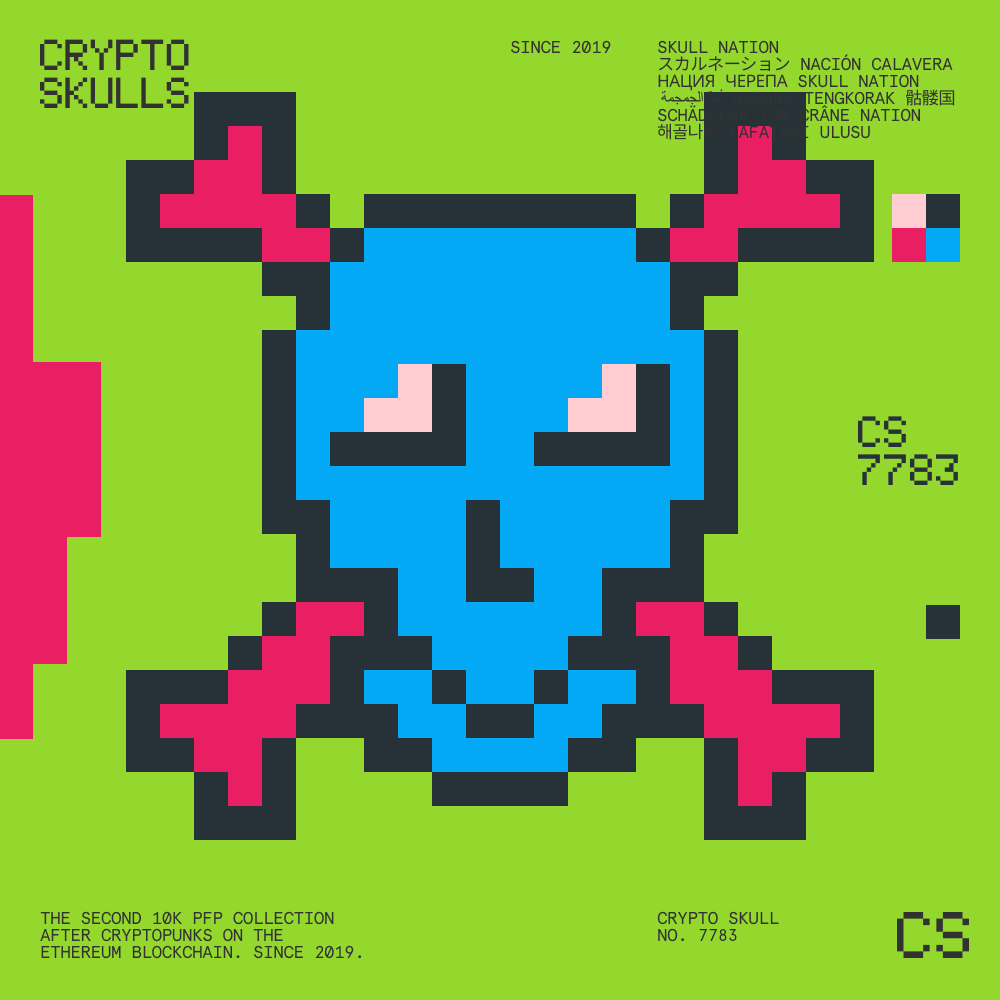 CRYPTO
SKULLS
SINCE 2019
SKULL NATION
スカルネーション NACIÓN CALAVERA
НАЦИЯ ЧЕРЕПА SKULL NATION
الجمجمة TENGKORAK 骷髅国
CRÂNE NATION
ULUSU
CS
7783
THE SECOND 10K PFP COLLECTION
AFTER CRYPTOPUNKS ON THE
ETHEREUM BLOCKCHAIN. SINCE 2019.
CRYPTO SKULL
NO. 7783
CS